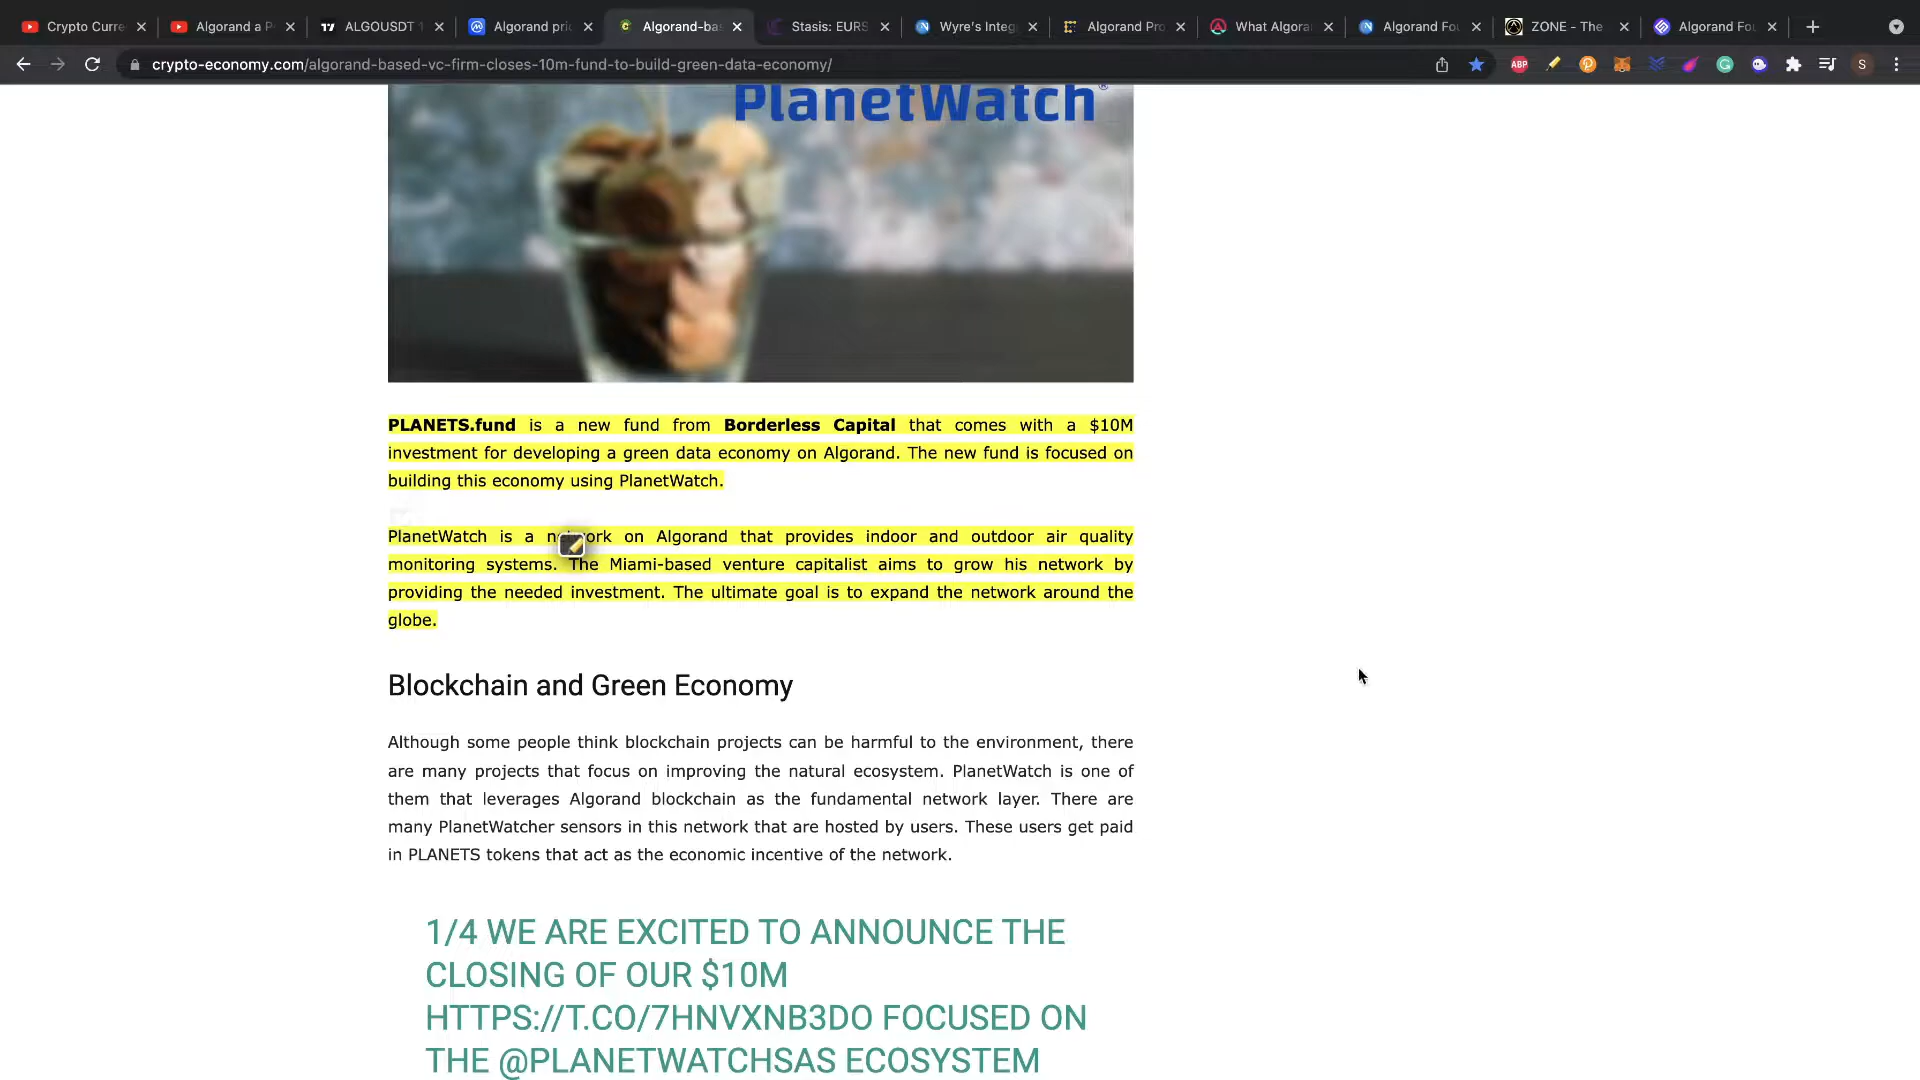 Crypto Curre
Algorand a P
ALGOUSDT 1
Algorand pric
Algorand-bas
Stasis: EURS
Wyre's Integ
Algorand Pro
What Algora
Algorand Fou
ZONE - The
Algorand Fou
crypto-economy.com/algorand-based-vc-firm-closes-10m-fund-to-build-green-data-economy/
ABP
S
PlanetWatch®
PLANETS.fund is a new fund from Borderless Capital that comes with a $10M
investment for developing a green data economy on Algorand. The new fund is focused on
building this economy using PlanetWatch.
PlanetWatch is a network on Algorand that provides indoor and outdoor air quality
monitoring systems. The Miami-based venture capitalist aims to grow his network by
providing the needed investment. The ultimate goal is to expand the network around the
globe.
Blockchain and Green Economy
Although some people think blockchain projects can be harmful to the environment, there
are many projects that focus on improving the natural ecosystem. PlanetWatch is one of
them that leverages Algorand blockchain as the fundamental network layer. There are
many PlanetWatcher sensors in this network that are hosted by users. These users get paid
in PLANETS tokens that act as the economic incentive of the network.
1/4 WE ARE EXCITED TO ANNOUNCE THE
CLOSING OF OUR $10M
HTTPS://T.CO/7HNVXNB3DO FOCUSED ON
THE @PLANETWATCHSAS ECOSYSTEM